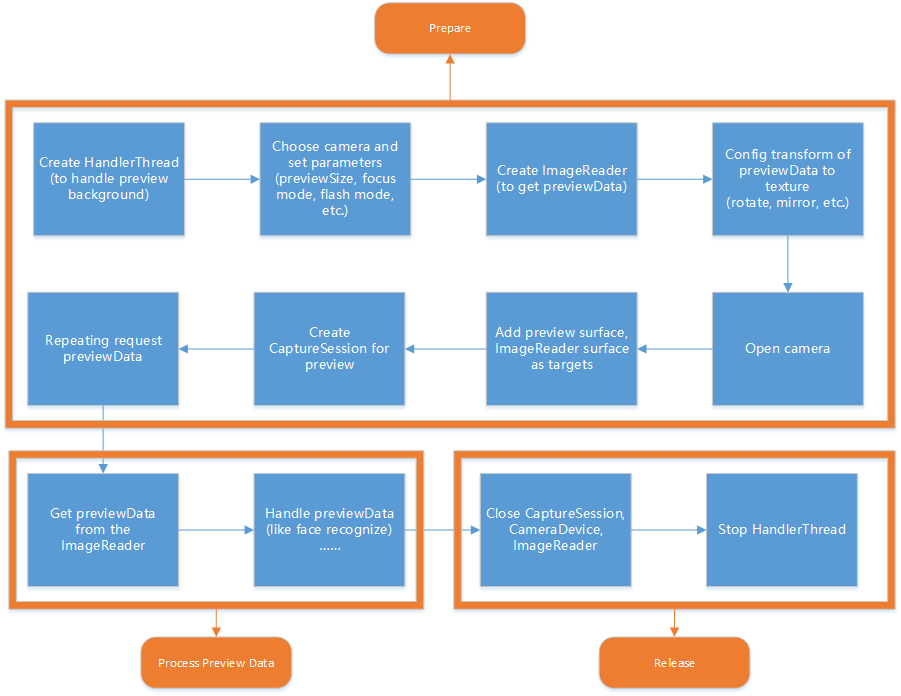 Prepare
Create HandlerThread
(to handle preview
background)
Choose camera and
set parameters
(previewSize, focus
mode, flash mode,
etc.)
Create ImageReader
(to get previewData)
Config transform of
previewData to
texture
(rotate, mirror, etc.)
Repeating request
previewData
Create
CaptureSession for
preview
Add preview surface,
ImageReader surface
as targets
Open camera
Get previewData
from the
ImageReader
Handle previewData
(like face recognize)
......
Close CaptureSession,
CameraDevice,
ImageReader
Stop HandlerThread
Process Preview Data
Release